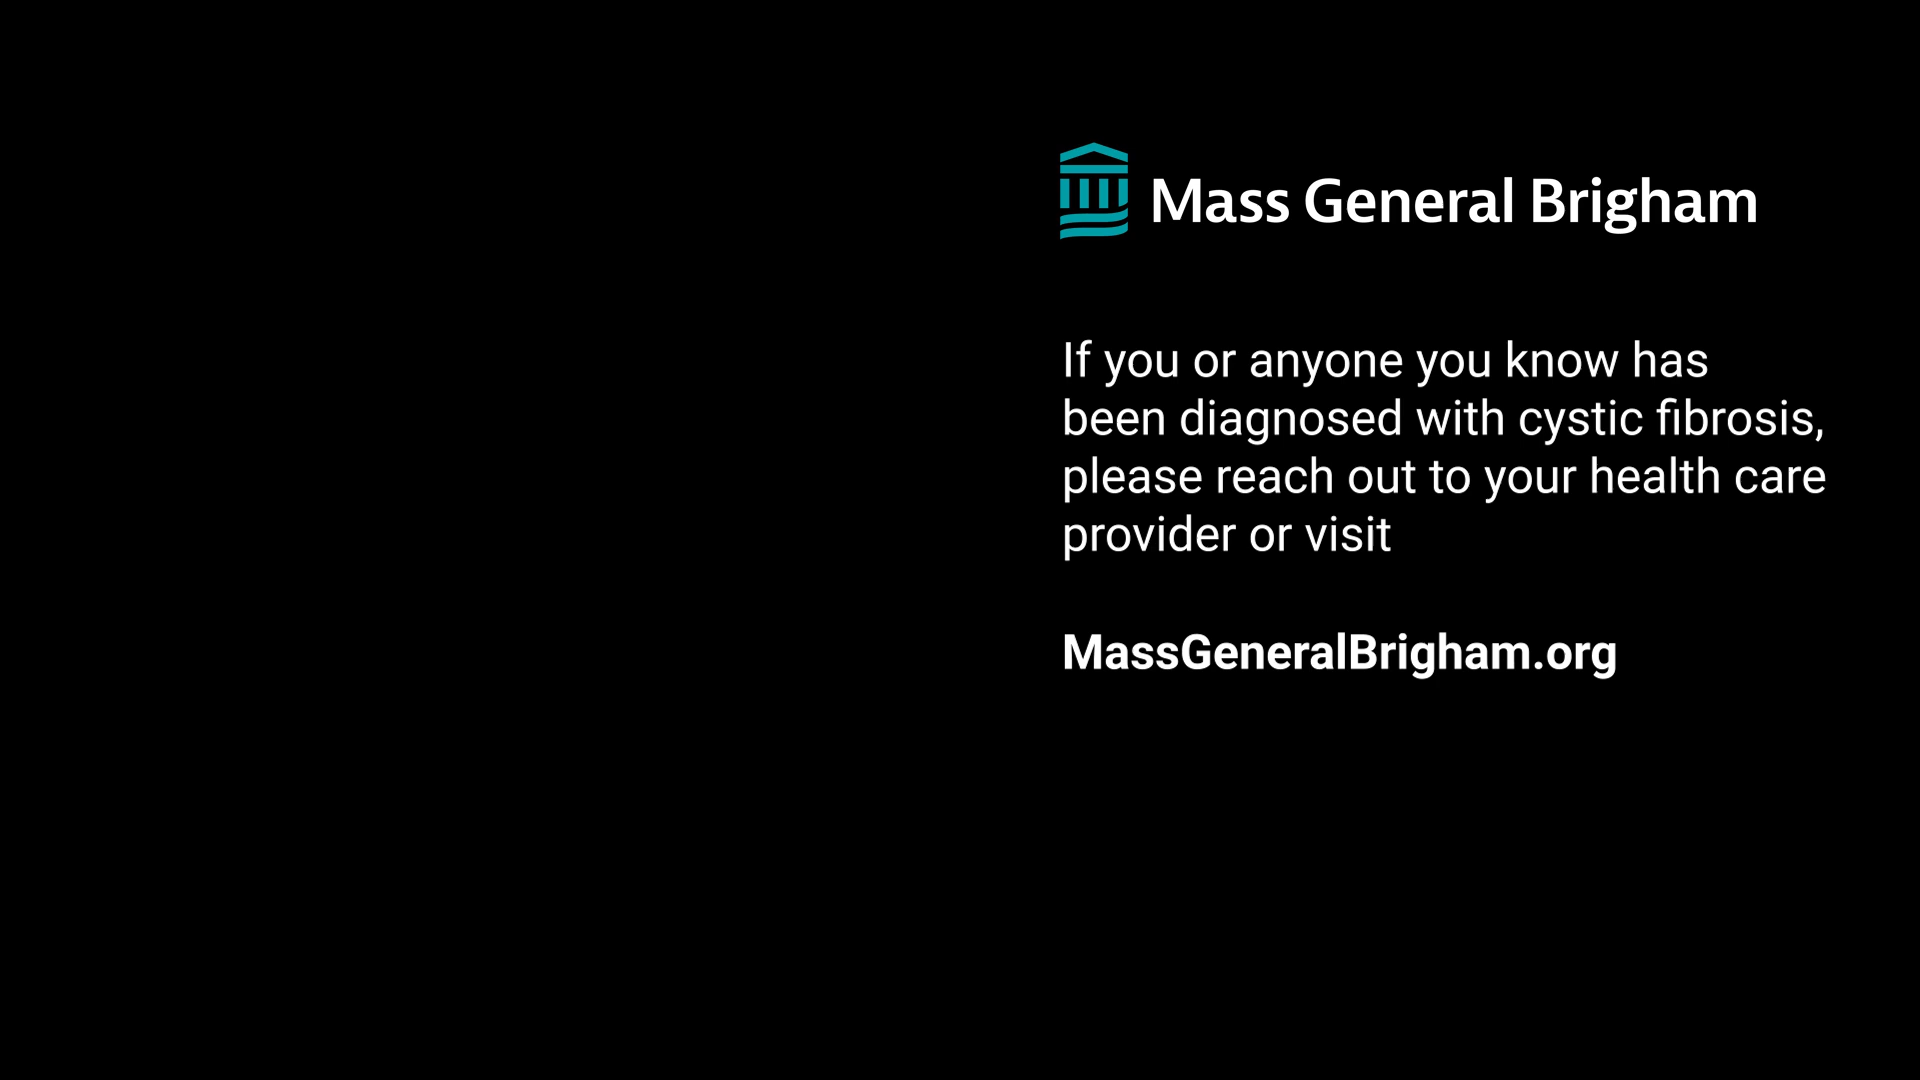 Mass General Brigham
If you or anyone you know has
been diagnosed with cystic fibrosis,
please reach out to your health care
provider or visit
MassGeneralBrigham.org